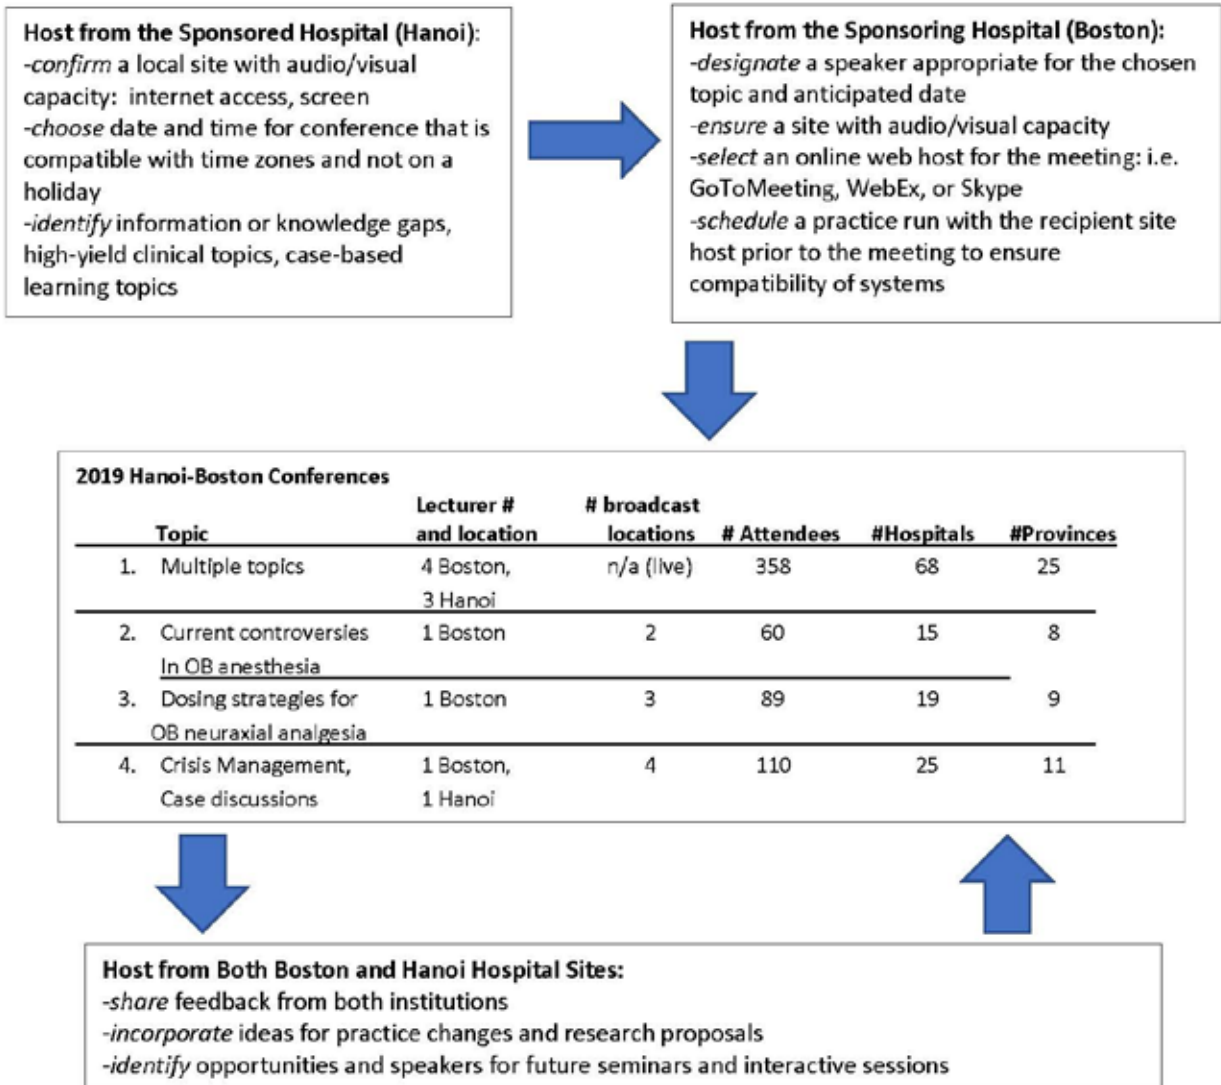 Host from the Sponsored Hospital (Hanoi):
-confirm a local site with audio/visual
capacity: internet access, screen
-choose date and time for conference that is
compatible with time zones and not on a
holiday
-identify information or knowledge gaps,
high-yield clinical topics, case-based
learning topics
Host from the Sponsoring Hospital (Boston):
-designate a speaker appropriate for the chosen
topic and anticipated date
-ensure a site with audio/visual capacity
-select an online web host for the meeting: i.e.
GoToMeeting, WebEx, or Skype
-schedule a practice run with the recipient site
host prior to the meeting to ensure
compatibility of systems
2019 Hanoi-Boston Conferences
Lecturer # # broadcast
Topic and location locations # Attendees #Hospitals #Provinces
1. Multiple topics 4 Boston, n/a (live) 358 68 25
3 Hanoi
2. Current controversies 1 Boston 2 60 15 8
In OB anesthesia
3. Dosing strategies for 1 Boston 3 89 19 9
OB neuraxial analgesia
4. Crisis Management, 1 Boston, 4 110 25 11
Case discussions 1 Hanoi
Host from Both Boston and Hanoi Hospital Sites:
-share feedback from both institutions
-incorporate ideas for practice changes and research proposals
-identify opportunities and speakers for future seminars and interactive sessions